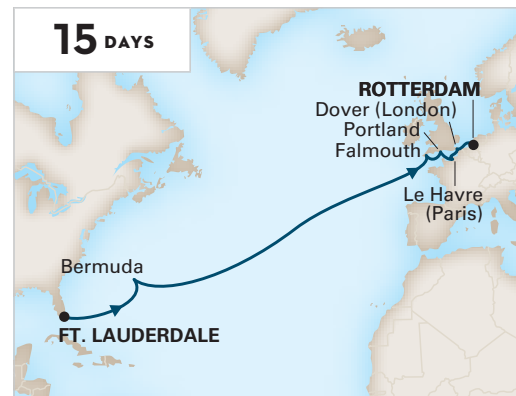 15 DAYS
ROTTERDAM
Dover (London)
Portland
Falmouth
Le Havre
(Paris)
Bermuda
FT. LAUDERDALE